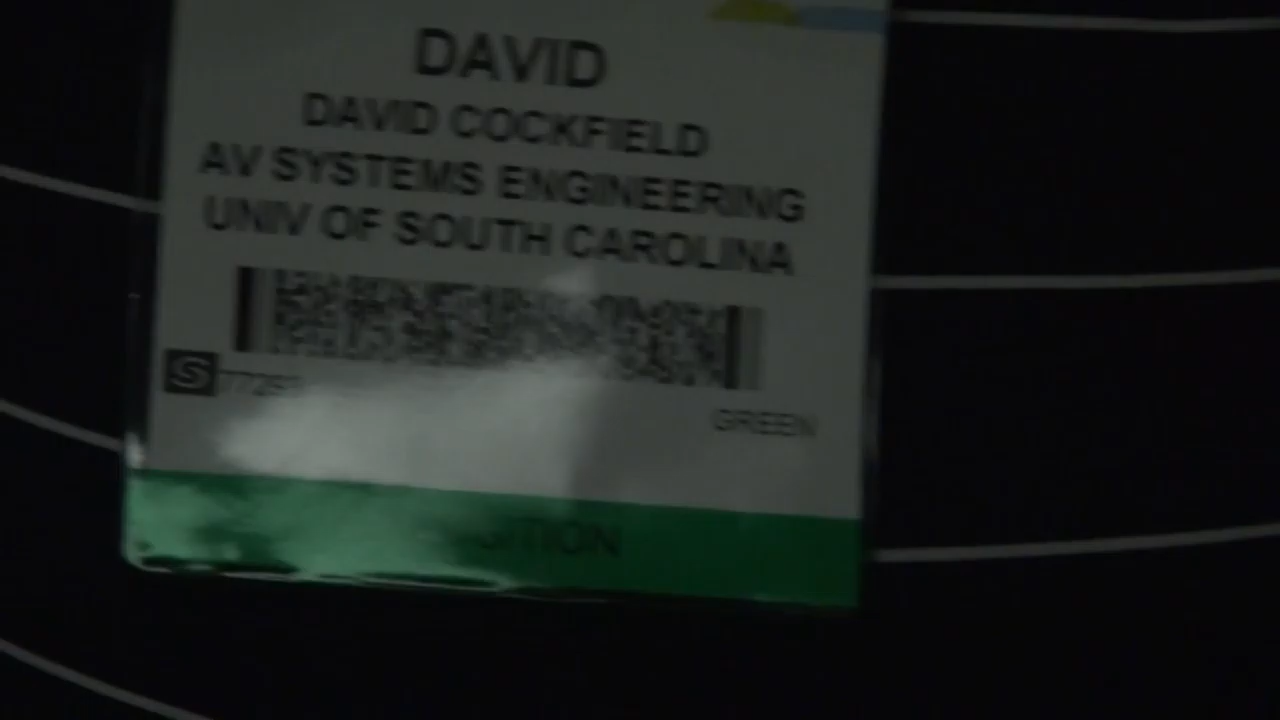 DAVID
DAVID COCKFIELD
AV SYSTEMS ENGINEERING
UNIV OF SOUTH CAROLINA
S
GREEN